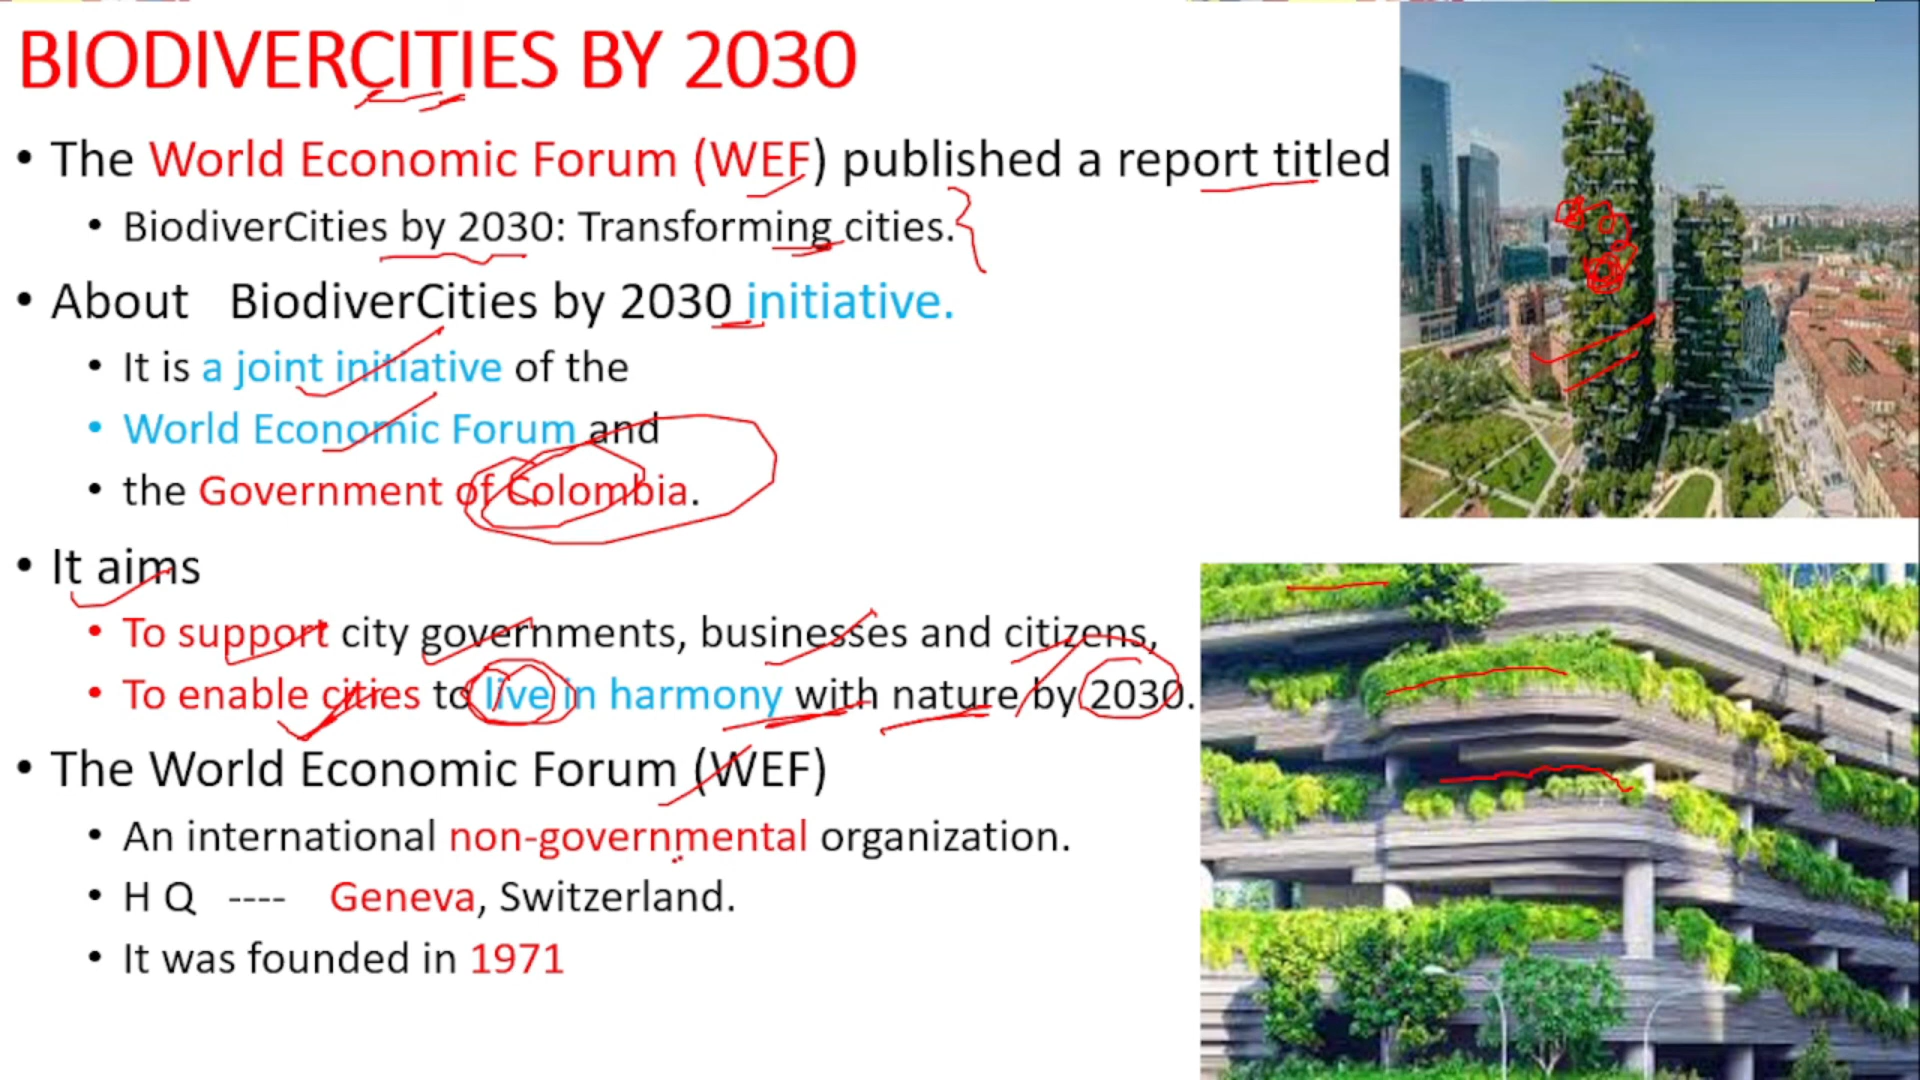 BIODIVERCITIES BY 2030
• The World Economic Forum (WEF) published a report titled
• BiodiverCities by 2030: Transforming cities.
• About BiodiverCities by 2030 initiative.
• It is a joint initiative of the
• World Economic Forum and
• the Government of Colombia.
• It aims
• To support city governments, businesses and citizens,
• To enable cities to live in harmony with nature by 2030.
• The World Economic Forum (WEF)
• An international non-governmental organization.
• H Q ---- Geneva, Switzerland.
• It was founded in 1971